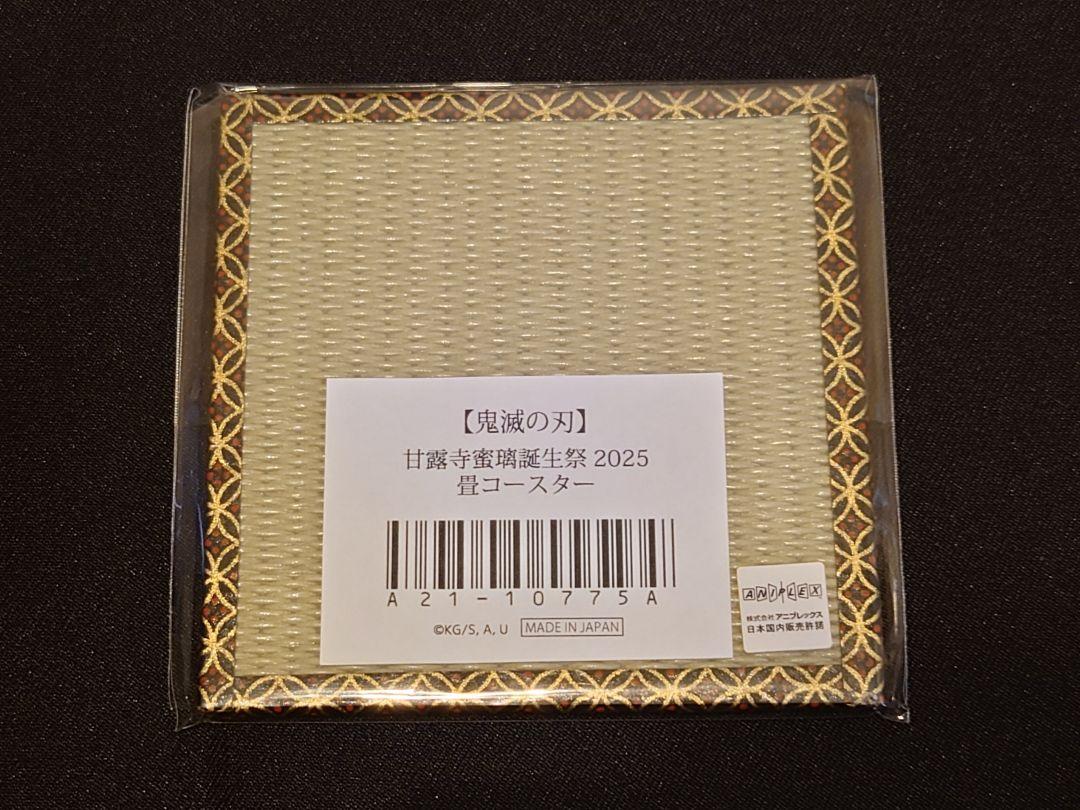 【鬼滅の刃】
甘露寺蜜璃誕生祭 2025
畳コースター
A21-10775A
©KG/S, A, U MADE IN JAPAN
ANIPLEX
株式会社 アニプレックス
日本国内販売許諾